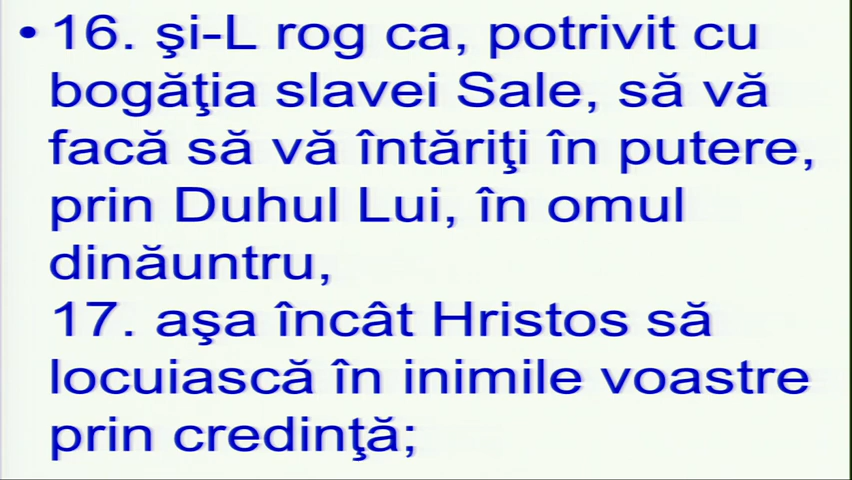 • 16. şi-L rog ca, potrivit cu
bogăţia slavei Sale, să vă
facă să vă întăriţi în putere,
prin Duhul Lui, în omul
dinăuntru,
17. aşa încât Hristos să
locuiască în inimile voastre
prin credinţă;